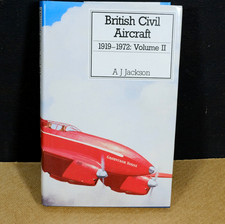 British Civil
Aircraft
1919-1972: Volume II
A J Jackson